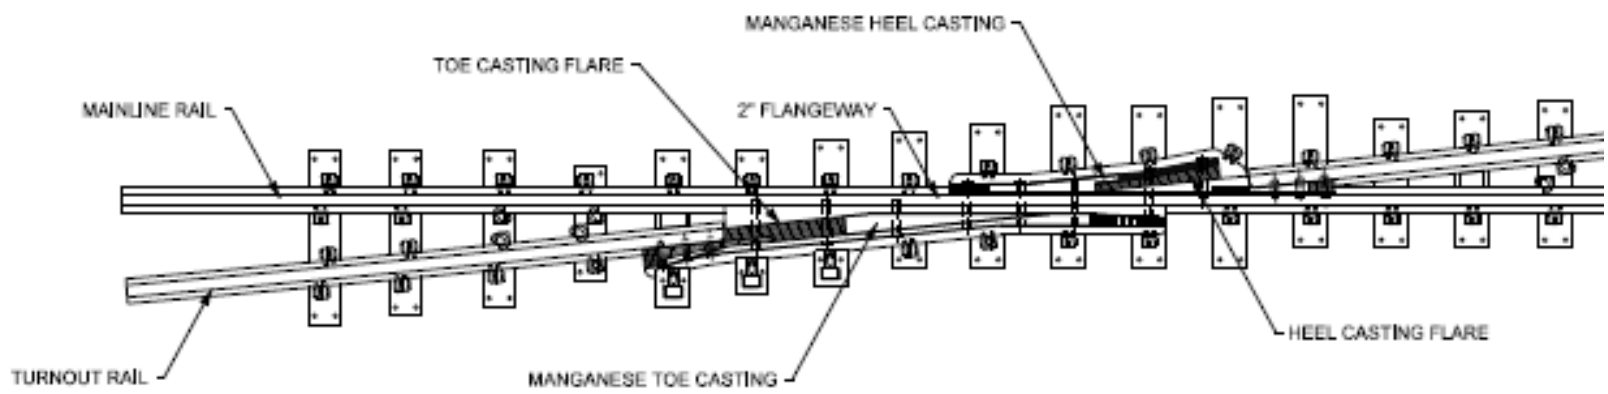 MANGANESE HEEL CASTING
TOE CASTING FLARE
MAINLINE RAIL
2" FLANGEWAY
HEEL CASTING FLARE
TURNOUT RAIL
MANGANESE TOE CASTING